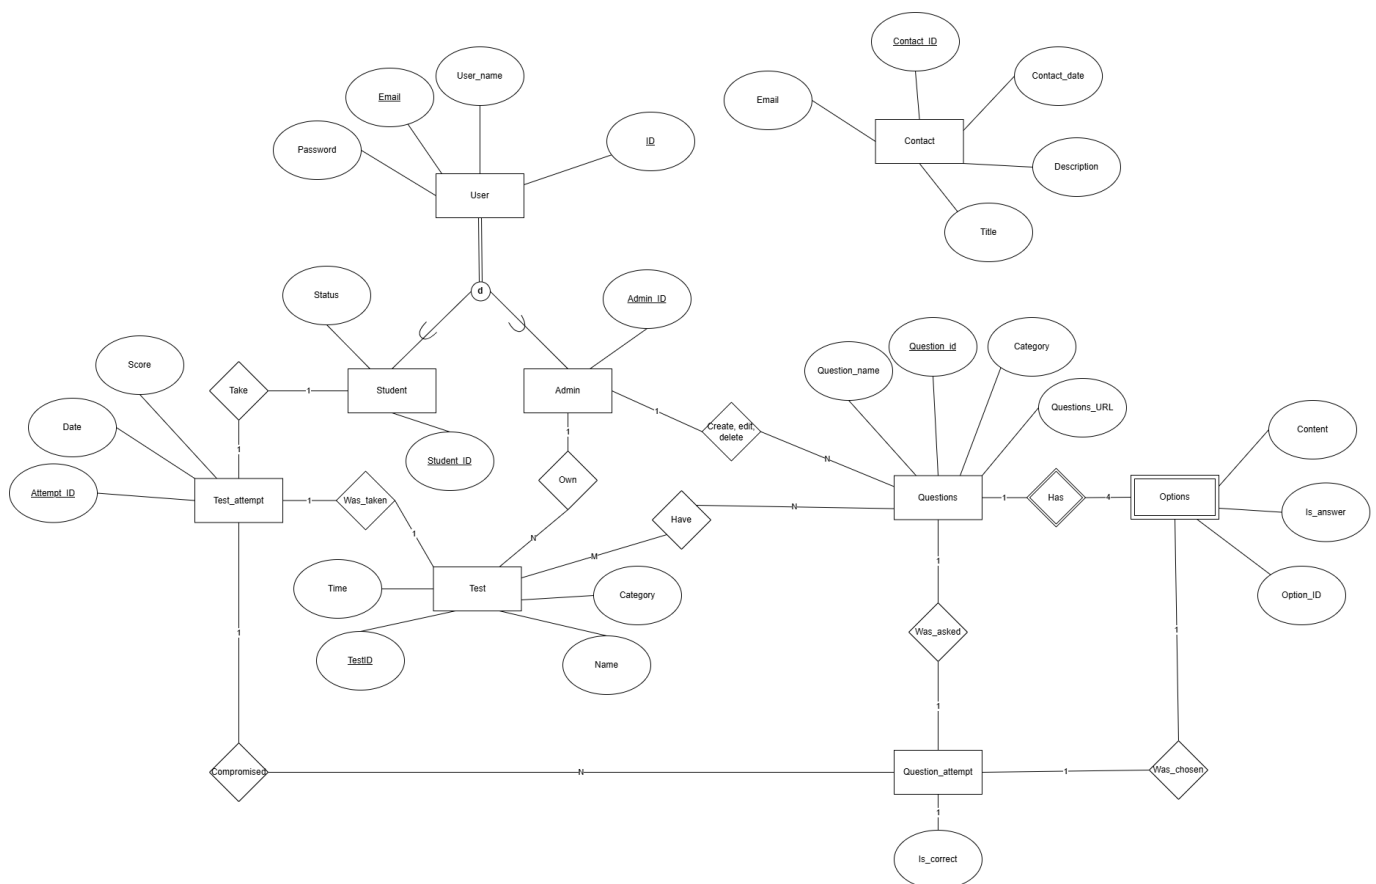 Contact_ID
User_name
Contact_date
Email
Email
ID
Contact
Password
Description
User
Title
d
Status
Admin_ID
Question_id
Category
Score
Question_name
Take
1
Student
Admin
Questions_URL
1
Date
Create, edit,
delete
Content
1
1
Student_ID
N
Attempt_ID
Test_attempt
1
Was_taken
Own
Questions
1
Has
4
Options
N
Is_answer
Have
1
N
M
1
Time
Test
Category
Option_ID
1
Was_asked
1
TestID
Name
1
1
Compromised
N
Question_attempt
1
Was_chosen
1
Is_correct